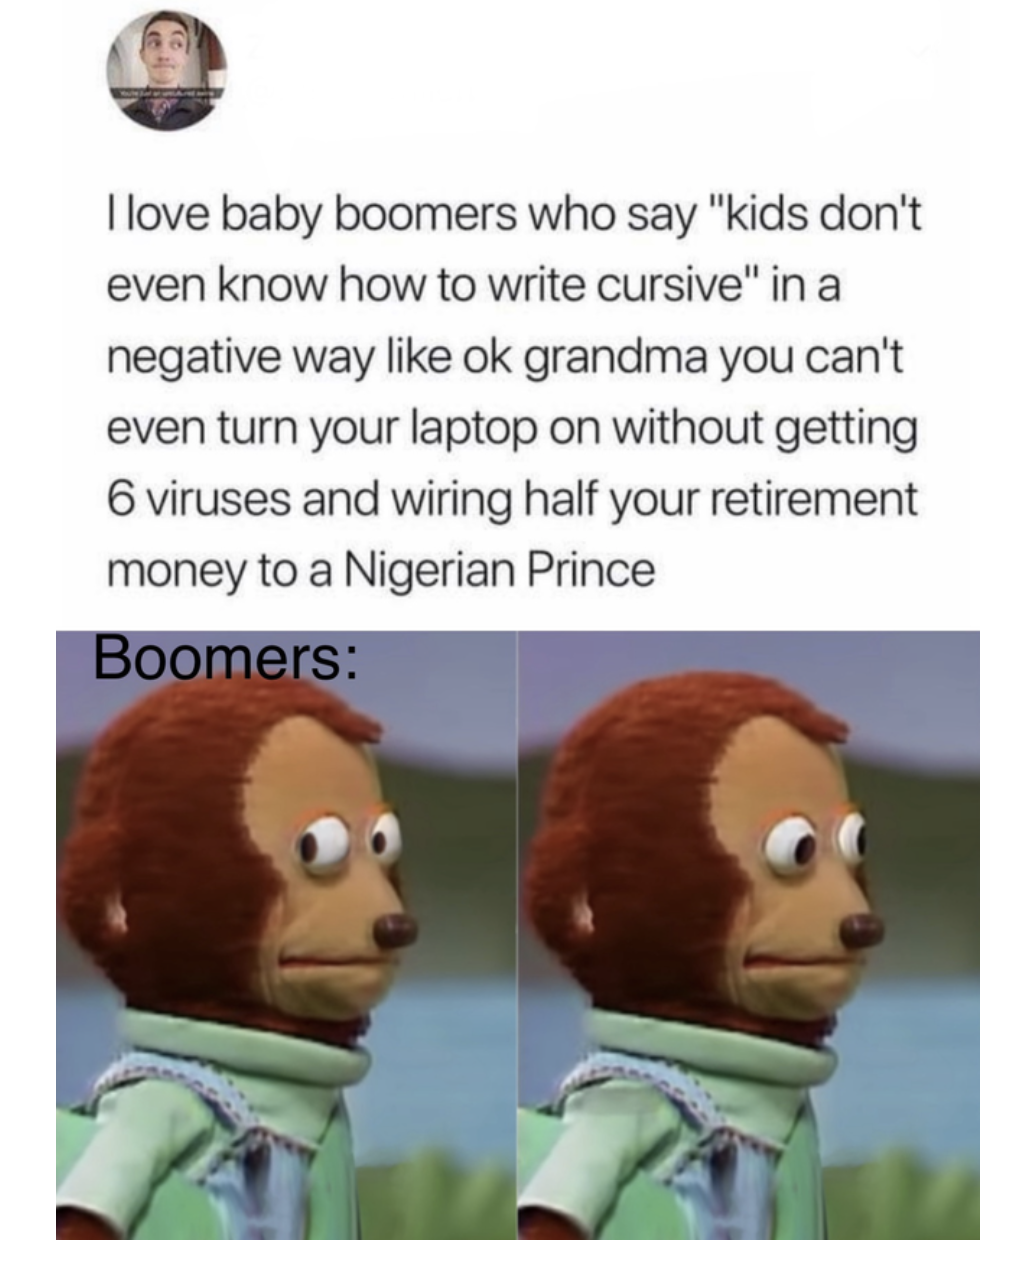 I love baby boomers who say "kids don't
even know how to write cursive" in a
negative way like ok grandma you can't
even turn your laptop on without getting
6 viruses and wiring half your retirement
money to a Nigerian Prince
Boomers: